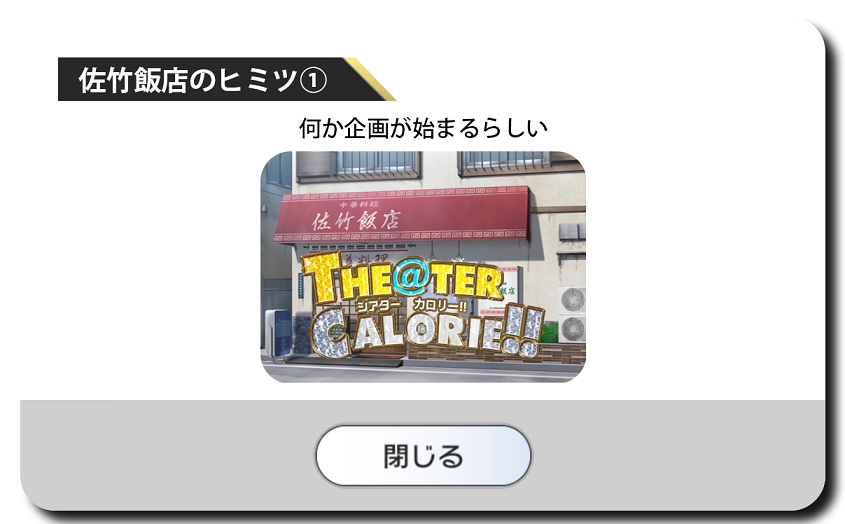 佐竹飯店のヒミツ①
何か企画が始まるらしい
中華料理
佐竹飯店
THE@TER
シアター カロリー!!
CALORIE!!
閉じる